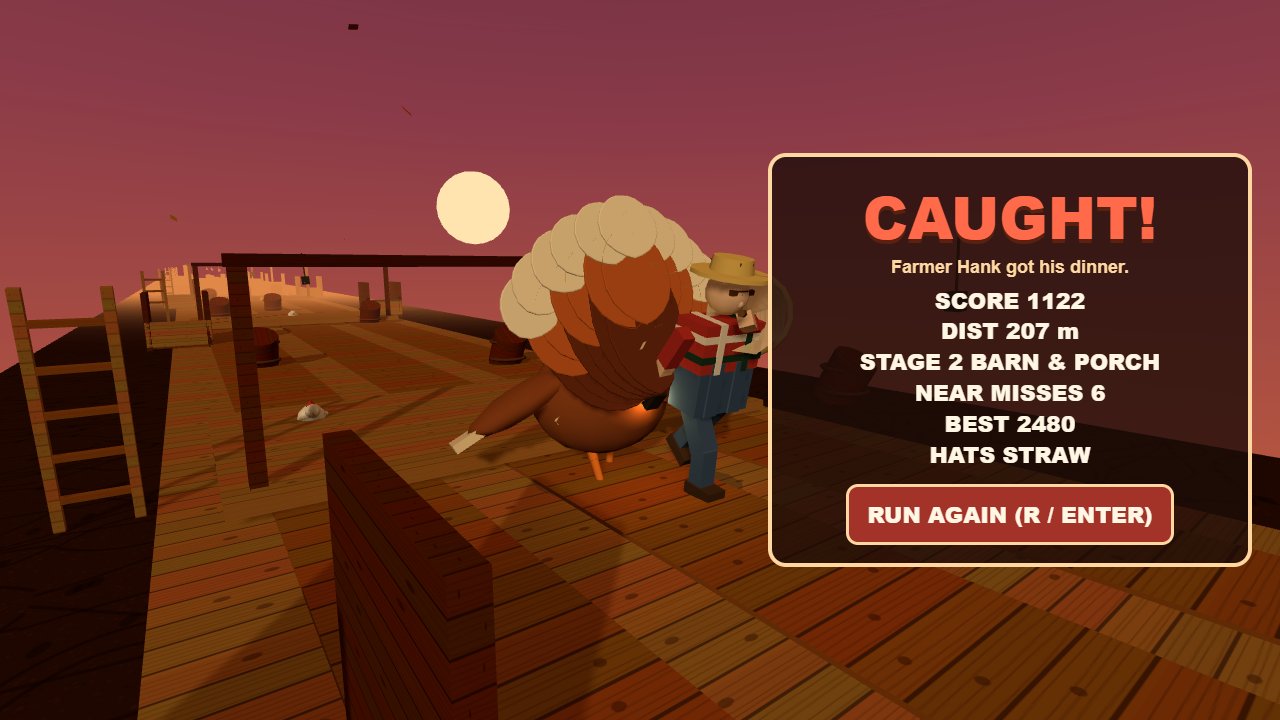 CAUGHT!
Farmer Hank got his dinner.
SCORE 1122
DIST 207 m
STAGE 2 BARN & PORCH
NEAR MISSES 6
BEST 2480
HATS STRAW
RUN AGAIN (R / ENTER)